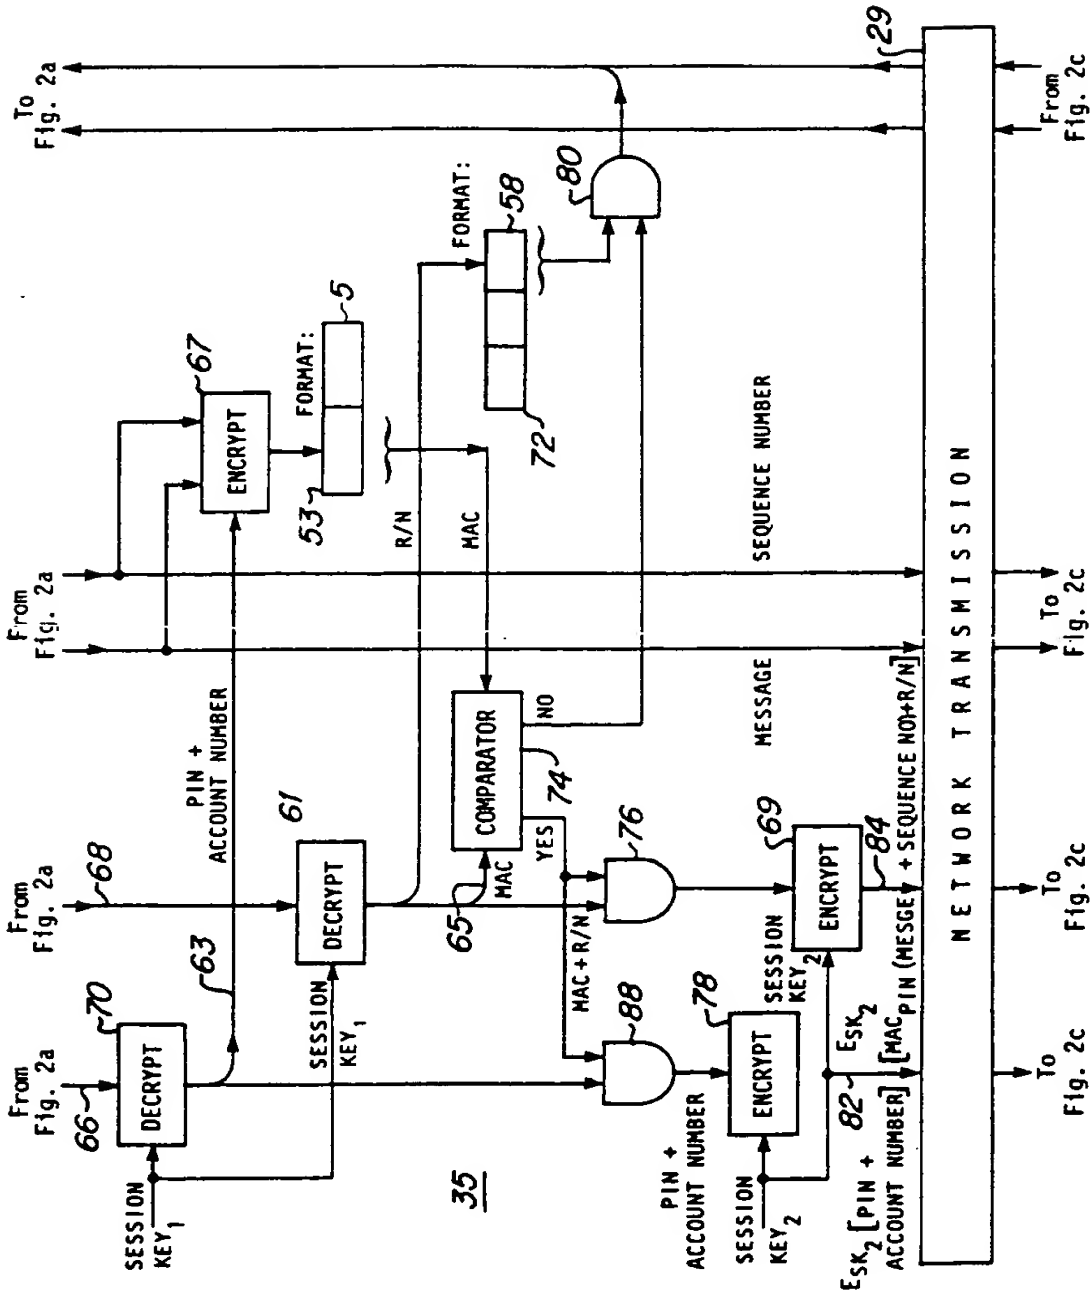 To
Fig. 2a
29
From
Fig. 2c
80
FORMAT:
58
72
67
ENCRYPT
FORMAT:
5
53
R/N
MAC
SEQUENCE NUMBER
From
Fig. 2a
To
Fig. 2c
MESSAGE
PIN +
ACCOUNT NUMBER
COMPARATOR
NO
YES
74
65
MAC
61
From
Fig. 2a
68
DECRYPT
76
69
ENCRYPT
84
SESSION
KEY2
To
Fig. 2c
MAC+R/N
63
70
From
Fig. 2a
66
DECRYPT
SESSION
KEY1
SESSION
KEY1
88
78
ENCRYPT
PIN +
ACCOUNT NUMBER
SESSION
KEY2
82
ESK2 [MACPIN (MESGE + SEQUENCE NO)+R/N]
ESK2 [PIN +
ACCOUNT NUMBER]
To
Fig. 2c
NETWORK TRANSMISSION
35